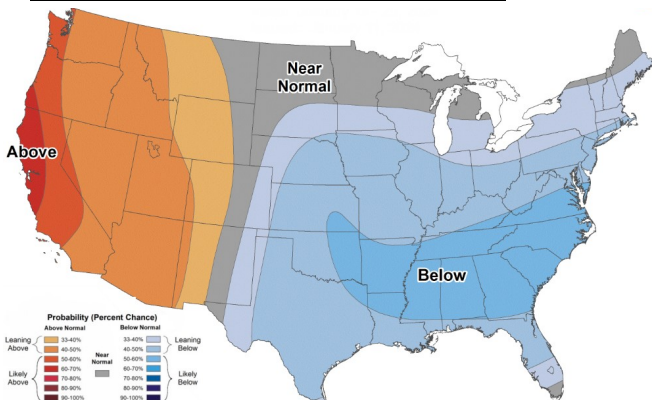 Near
Normal
Above
Below
Probability (Percent Chance)
Above Normal
Below Normal
Leaning
Above
33-40%
40-50%
50-60%
60-70%
70-80%
80-90%
90-100%
Likely
Above
Near
Normal
33-40%
40-50%
50-60%
60-70%
70-80%
80-90%
90-100%
Leaning
Below
Likely
Below